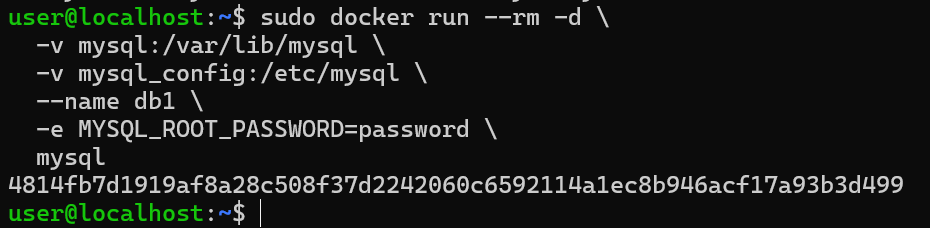 user@localhost:~$ sudo docker run --rm -d \
  -v mysql:/var/lib/mysql \
  -v mysql_config:/etc/mysql \
  --name db1 \
  -e MYSQL_ROOT_PASSWORD=password \
  mysql
4814fb7d1919af8a28c508f37d2242060c6592114a1ec8b946acf17a93b3d499
user@localhost:~$